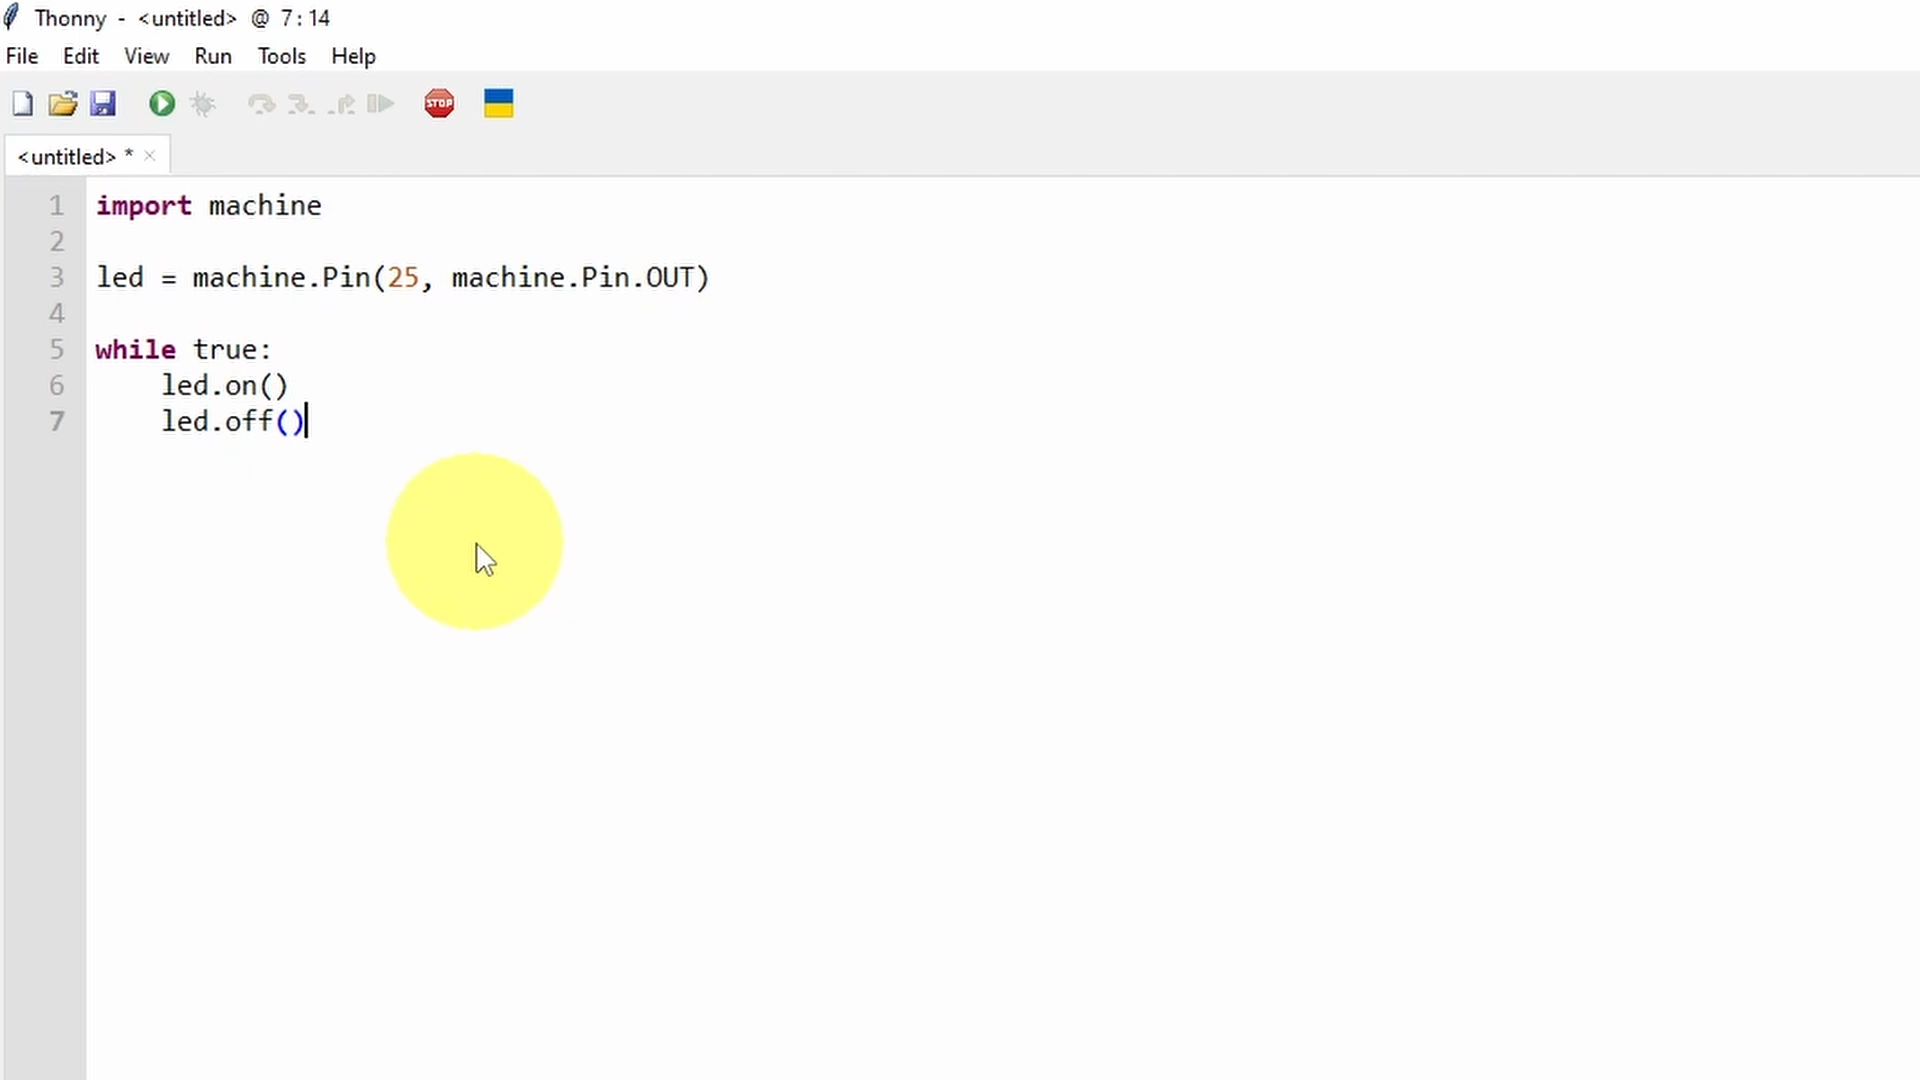 Thonny - <untitled> @ 7:14
File Edit View Run Tools Help
STOP
<untitled> * ×
1 import machine
2
3 led = machine.Pin(25, machine.Pin.OUT)
4
5 while true:
6     led.on()
7     led.off()